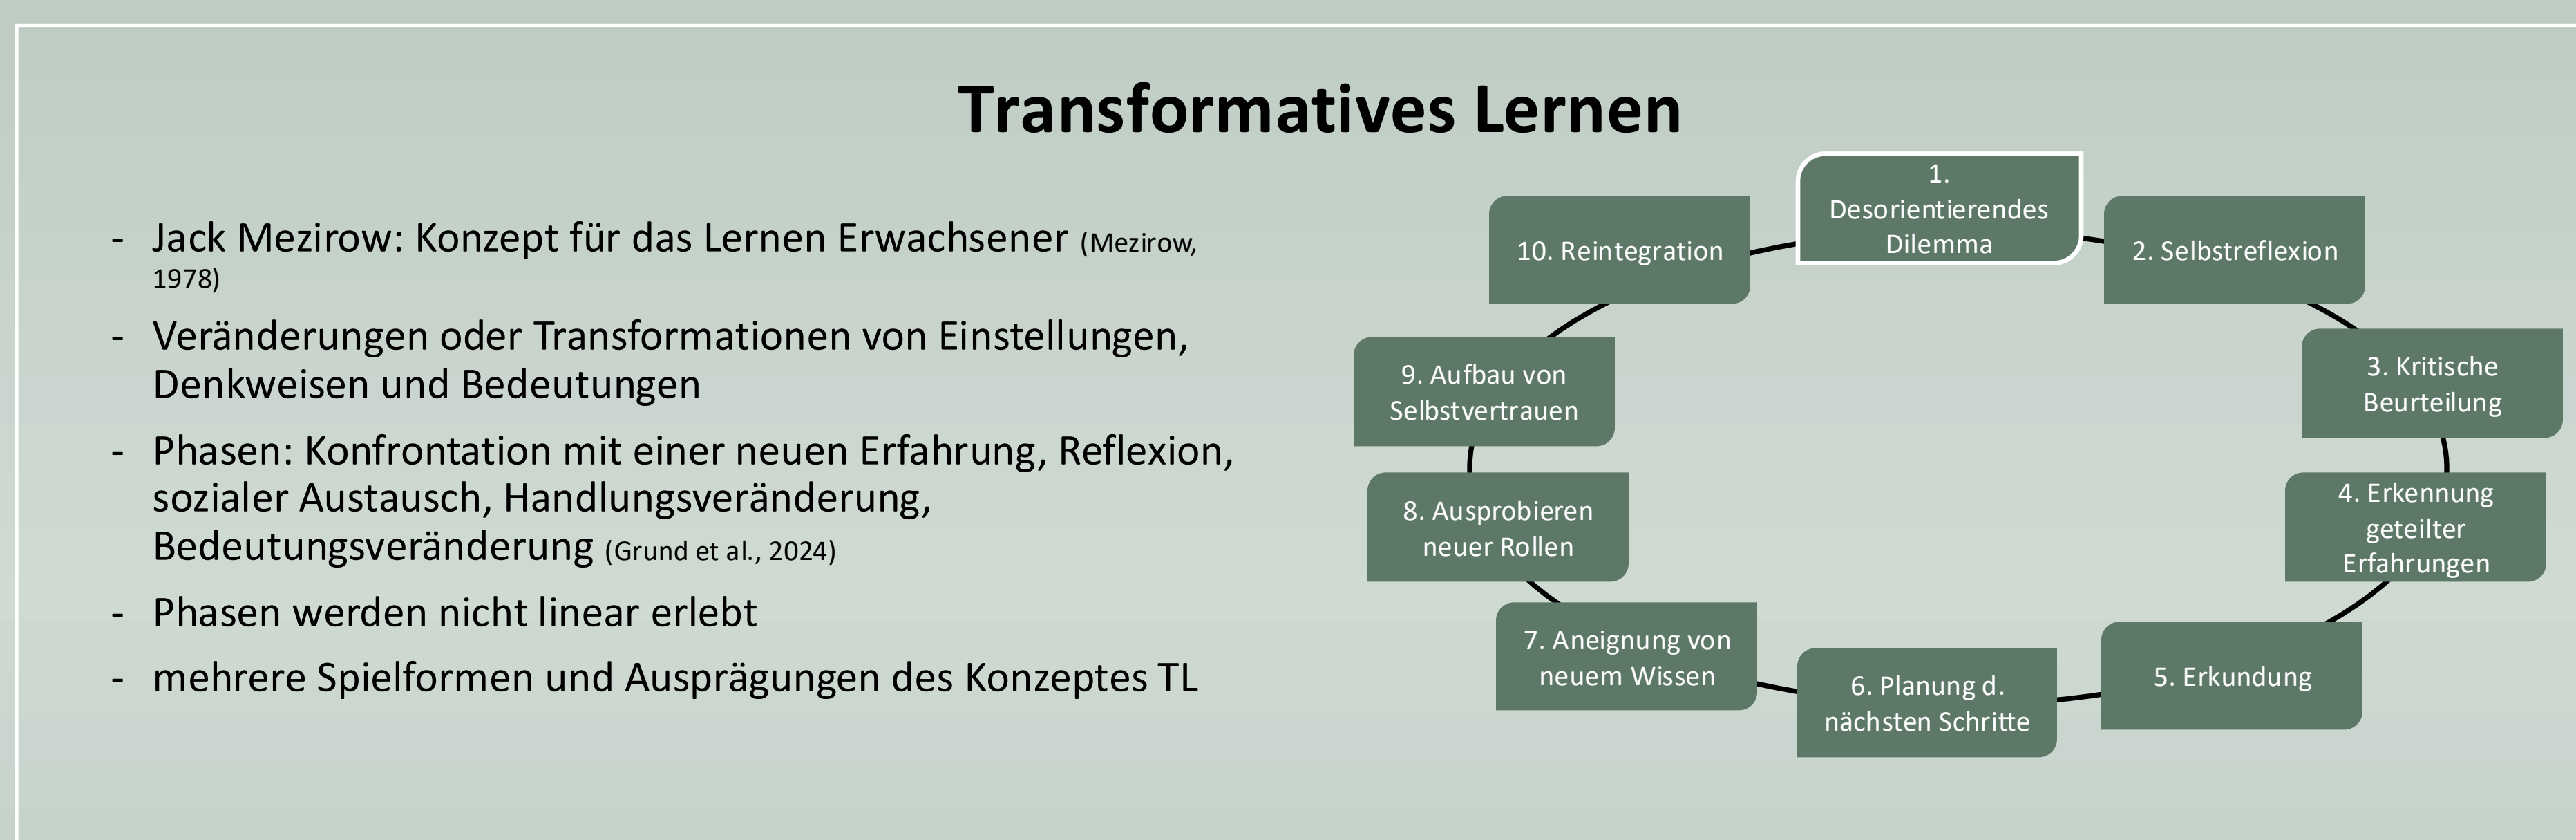 Transformatives Lernen
- Jack Mezirow: Konzept für das Lernen Erwachsener (Mezirow,
1978)
- Veränderungen oder Transformationen von Einstellungen,
Denkweisen und Bedeutungen
- Phasen: Konfrontation mit einer neuen Erfahrung, Reflexion,
sozialer Austausch, Handlungsveränderung,
Bedeutungsveränderung (Grund et al., 2024)
- Phasen werden nicht linear erlebt
- mehrere Spielformen und Ausprägungen des Konzeptes TL
1.
Desorientierendes
Dilemma
2. Selbstreflexion
3. Kritische
Beurteilung
4. Erkennung
geteilter
Erfahrungen
5. Erkundung
6. Planung d.
nächsten Schritte
7. Aneignung von
neuem Wissen
8. Ausprobieren
neuer Rollen
9. Aufbau von
Selbstvertrauen
10. Reintegration